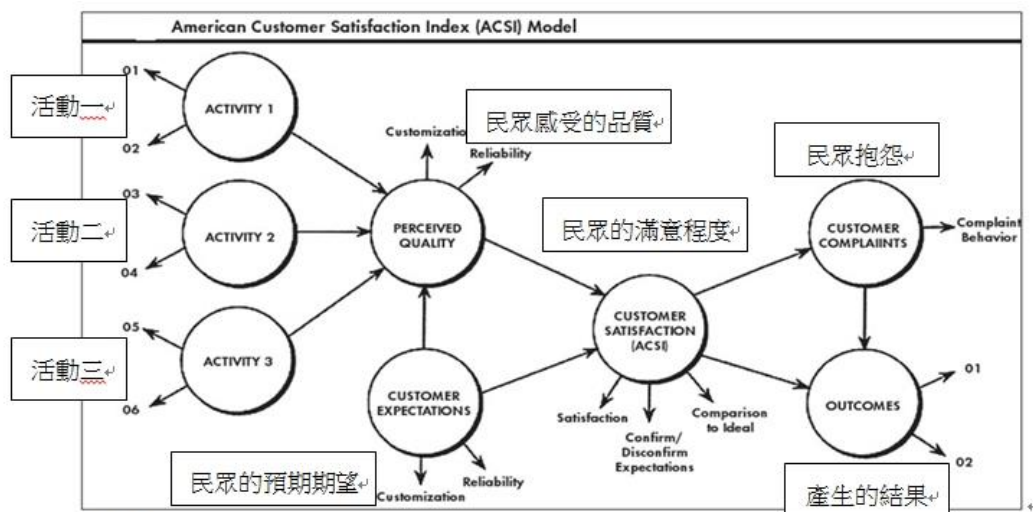 American Customer Satisfaction Index (ACSI) Model
01
活動一
ACTIVITY 1
02
民眾感受的品質
Customization
Reliability
民眾抱怨
03
活動二
ACTIVITY 2
04
PERCEIVED
QUALITY
民眾的滿意程度
CUSTOMER
COMPLAIINTS
Complaint
Behavior
05
活動三
ACTIVITY 3
06
CUSTOMER
SATISFACTION
(ACSI)
CUSTOMER
EXPECTATIONS
Satisfaction
Confirm/
Disconfirm
Expectations
Comparison
to Ideal
OUTCOMES
01
02
民眾的預期期望
Customization
Reliability
產生的結果